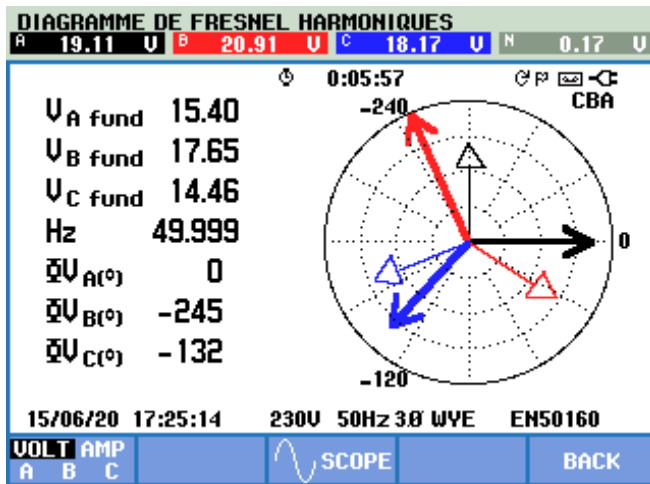 DIAGRAMME DE FRESNEL HARMONIQUES
A 19.11 V B 20.91 V C 18.17 V N 0.17 V
0:05:57
CBA
V A fund 15.40
V B fund 17.65
V C fund 14.46
Hz 49.999
ΦV A(º) 0
ΦV B(º) -245
ΦV C(º) -132
-240
0
-120
15/06/20 17:25:14 230V 50Hz 3.Ø WYE EN50160
VOLT AMP
A B C
SCOPE
BACK